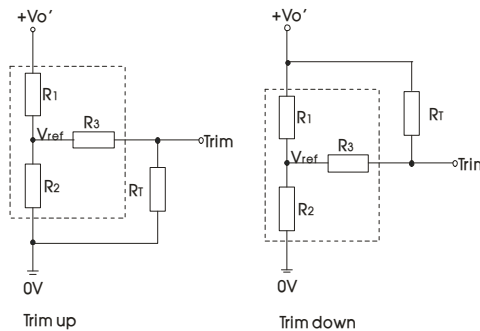 +Vo'
R1
Vref
R3
Trim
R2
RT
0V
Trim up
+Vo'
R1
RT
Vref
R3
Trim
R2
0V
Trim down